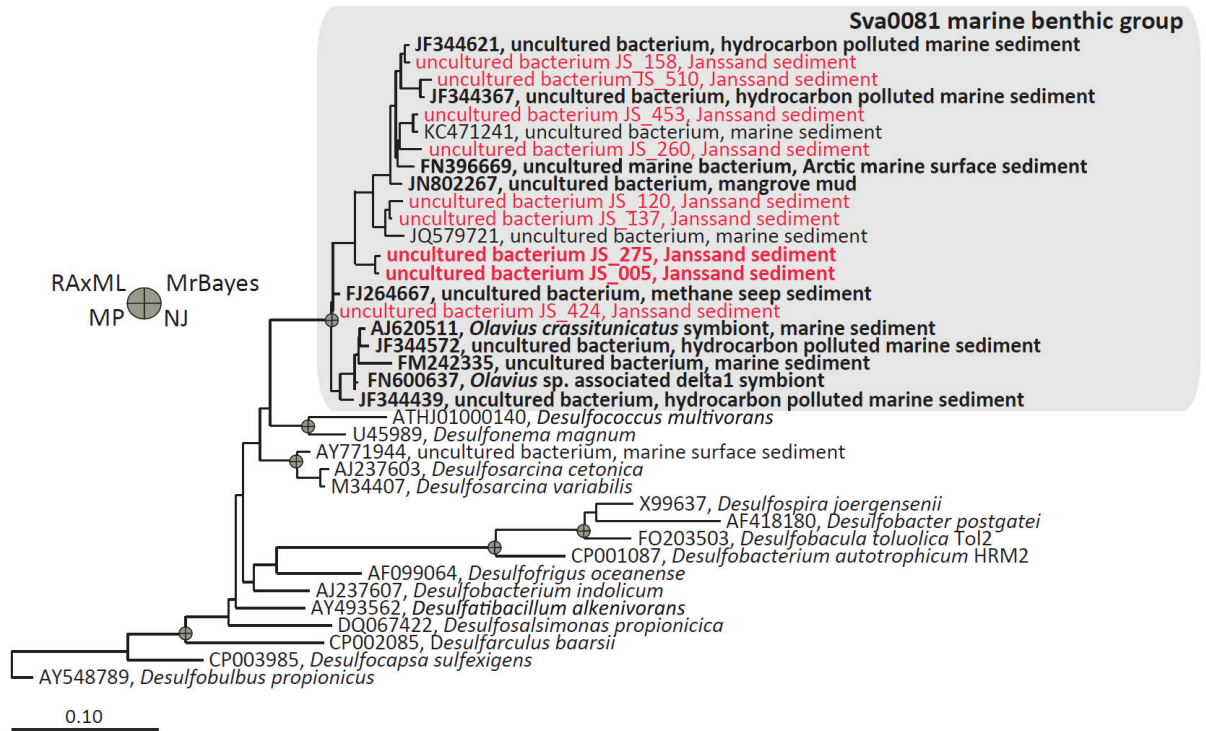 Sva0081 marine benthic group
JF344621, uncultured bacterium, hydrocarbon polluted marine sediment
uncultured bacterium JS_158, Janssand sediment
uncultured bacterium JS_510, Janssand sediment
JF344367, uncultured bacterium, hydrocarbon polluted marine sediment
uncultured bacterium JS_453, Janssand sediment
KC471241, uncultured bacterium, marine sediment
uncultured bacterium JS_260, Janssand sediment
FN396669, uncultured marine bacterium, Arctic marine surface sediment
JN802267, uncultured bacterium, mangrove mud
uncultured bacterium JS_120, Janssand sediment
uncultured bacterium JS_137, Janssand sediment
JQ579721, uncultured bacterium, marine sediment
uncultured bacterium JS_275, Janssand sediment
uncultured bacterium JS_005, Janssand sediment
RAxML MrBayes
MP NJ
FJ264667, uncultured bacterium, methane seep sediment
uncultured bacterium JS_424, Janssand sediment
AJ620511, Olavius crassitunicatus symbiont, marine sediment
JF344572, uncultured bacterium, hydrocarbon polluted marine sediment
FM242335, uncultured bacterium, marine sediment
FN600637, Olavius sp. associated delta1 symbiont
JF344439, uncultured bacterium, hydrocarbon polluted marine sediment
ATHJ01000140, Desulfococcus multivorans
U45989, Desulfonema magnum
AY771944, uncultured bacterium, marine surface sediment
AJ237603, Desulfosarcina cetonica
M34407, Desulfosarcina variabilis
X99637, Desulfospira joergensenii
AF418180, Desulfobacter postgatei
FO203503, Desulfobacula toluolica Tol2
CP001087, Desulfobacterium autotrophicum HRM2
AF099064, Desulfofrigus oceanense
AJ237607, Desulfobacterium indolicum
AY493562, Desulfatibacillum alkenivorans
DQ067422, Desulfosalsimonas propionicica
CP002085, Desulfarculus baarsii
CP003985, Desulfocapsa sulfexigens
AY548789, Desulfobulbus propionicus
0.10